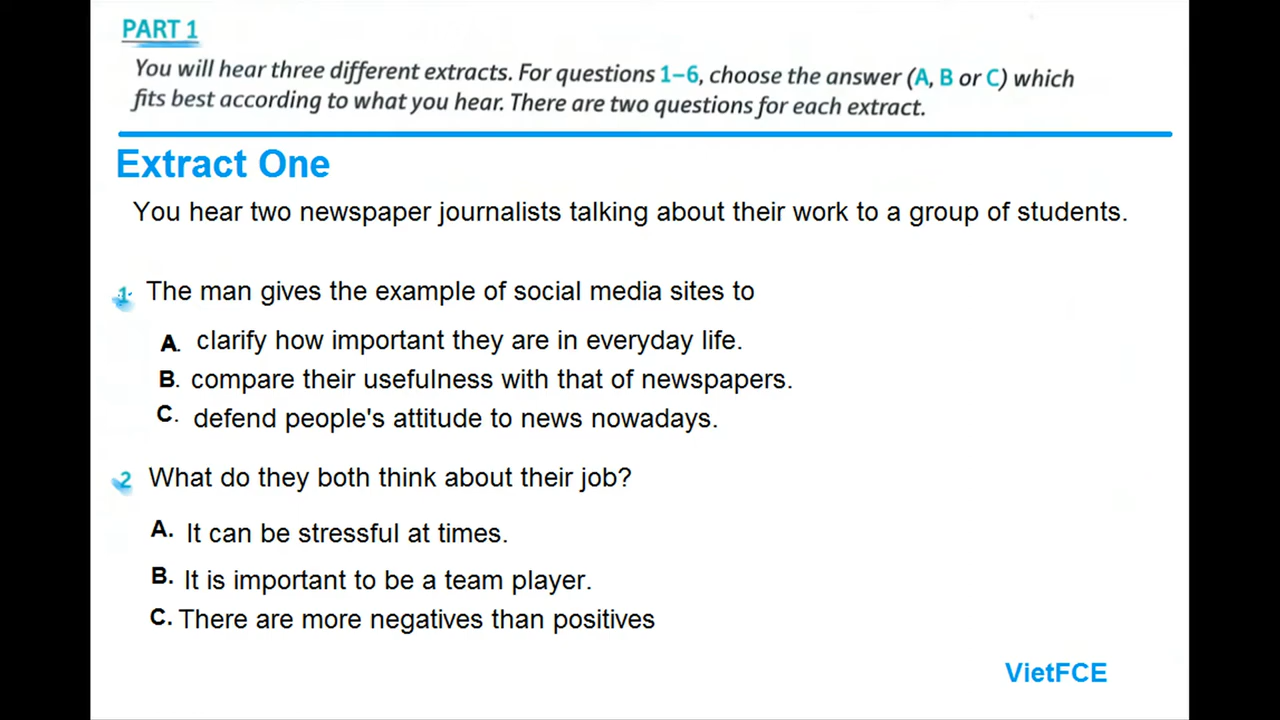 PART 1
You will hear three different extracts. For questions 1–6, choose the answer (A, B or C) which
fits best according to what you hear. There are two questions for each extract.
Extract One
You hear two newspaper journalists talking about their work to a group of students.
1 The man gives the example of social media sites to
A. clarify how important they are in everyday life.
B. compare their usefulness with that of newspapers.
C. defend people's attitude to news nowadays.
2 What do they both think about their job?
A. It can be stressful at times.
B. It is important to be a team player.
C. There are more negatives than positives
VietFCE